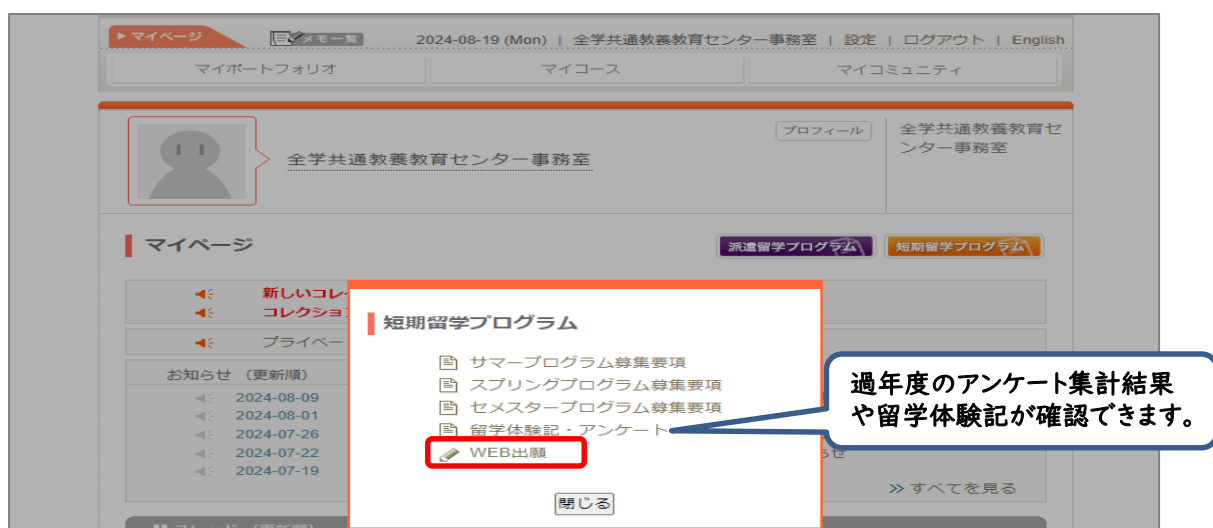 マイページ
メモ一覧
2024-08-19 (Mon) | 全学共通教養教育センター事務室 | 設定 | ログアウト | English
マイポートフォリオ
マイコース
マイコミュニティ
全学共通教養教育センター事務室
プロフィール
全学共通教養教育セ
ンター事務室
マイページ
派遣留学プログラム
短期留学プログラム
新しいコレ
コレクショ
プライベー
お知らせ (更新順)
2024-08-09
2024-08-01
2024-07-26
2024-07-22
2024-07-19
らせ
すべてを見る
短期留学プログラム
サマープログラム募集要項
スプリングプログラム募集要項
セメスタープログラム募集要項
留学体験記・アンケート
WEB出願
閉じる
過年度のアンケート集計結果
や留学体験記が確認できます。